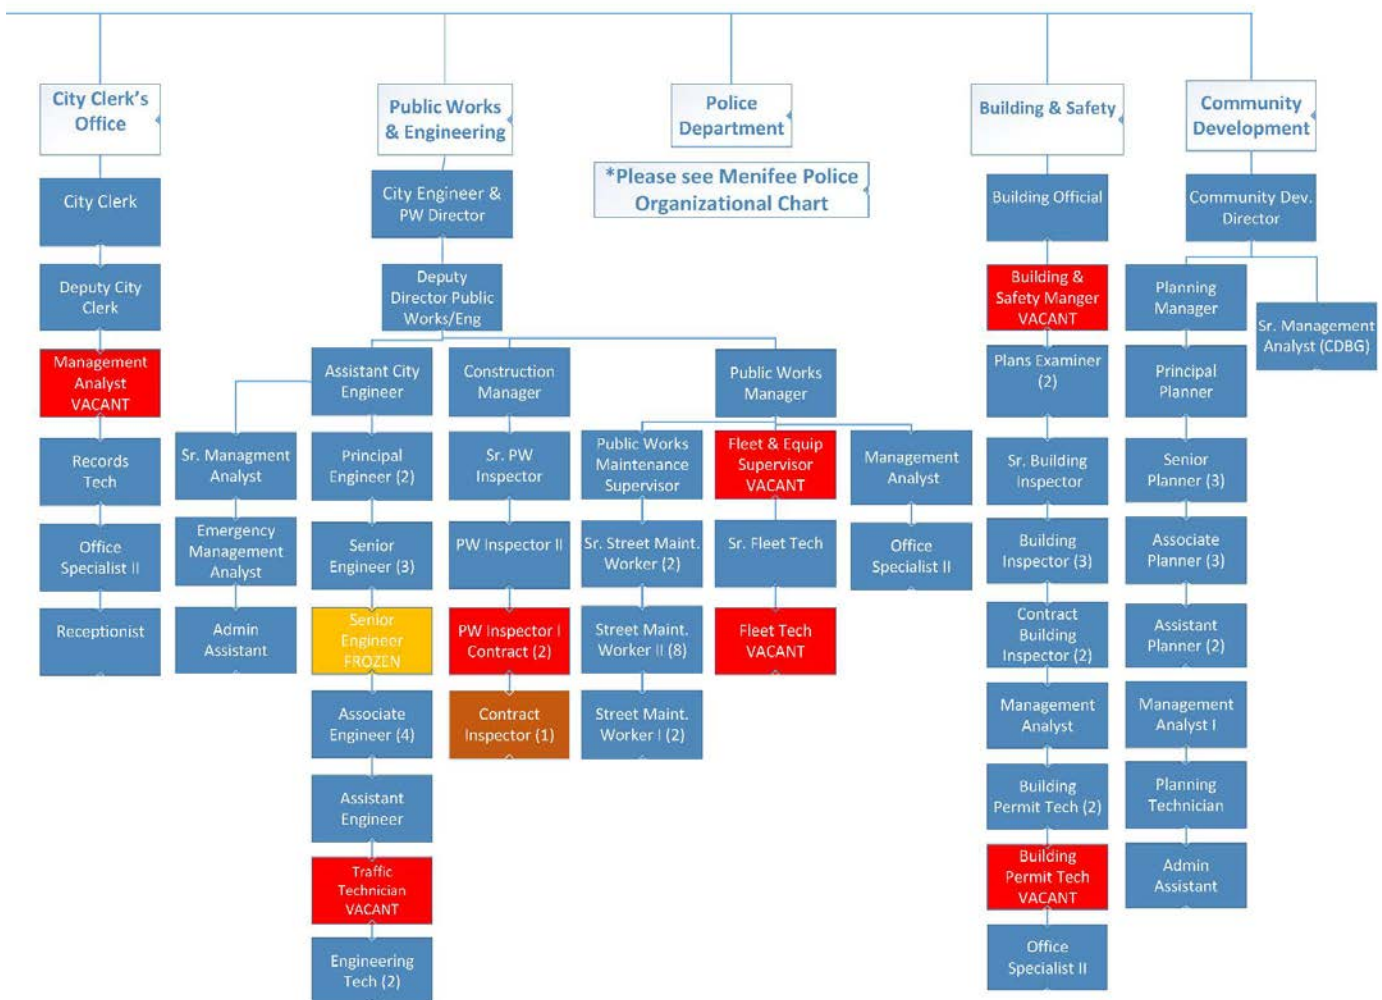 City Clerk's
Office
Public Works
& Engineering
Police
Department
Building & Safety
Community
Development
*Please see Menifee Police
Organizational Chart
City Clerk
City Engineer &
PW Director
Building Official
Community Dev.
Director
Deputy City
Clerk
Deputy
Director Public
Works/Eng
Building &
Safety Manger
VACANT
Planning
Manager
Sr. Management
Analyst (CDBG)
Management
Analyst
VACANT
Assistant City
Engineer
Construction
Manager
Public Works
Manager
Plans Examiner
(2)
Principal
Planner
Records
Tech
Sr. Managment
Analyst
Principal
Engineer (2)
Sr. PW
Inspector
Public Works
Maintenance
Supervisor
Fleet & Equip
Supervisor
VACANT
Management
Analyst
Sr. Building
Inspector
Senior
Planner (3)
Office
Specialist II
Emergency
Management
Analyst
Senior
Engineer (3)
PW Inspector II
Sr. Street Maint.
Worker (2)
Sr. Fleet Tech
Office
Specialist II
Building
Inspector (3)
Associate
Planner (3)
Receptionist
Admin
Assistant
Senior
Engineer
FROZEN
PW Inspector I
Contract (2)
Street Maint.
Worker II (8)
Fleet Tech
VACANT
Contract
Building
Inspector (2)
Assistant
Planner (2)
Associate
Engineer (4)
Contract
Inspector (1)
Street Maint.
Worker I (2)
Management
Analyst
Management
Analyst I
Assistant
Engineer
Building
Permit Tech (2)
Planning
Technician
Traffic
Technician
VACANT
Building
Permit Tech
VACANT
Admin
Assistant
Engineering
Tech (2)
Office
Specialist II